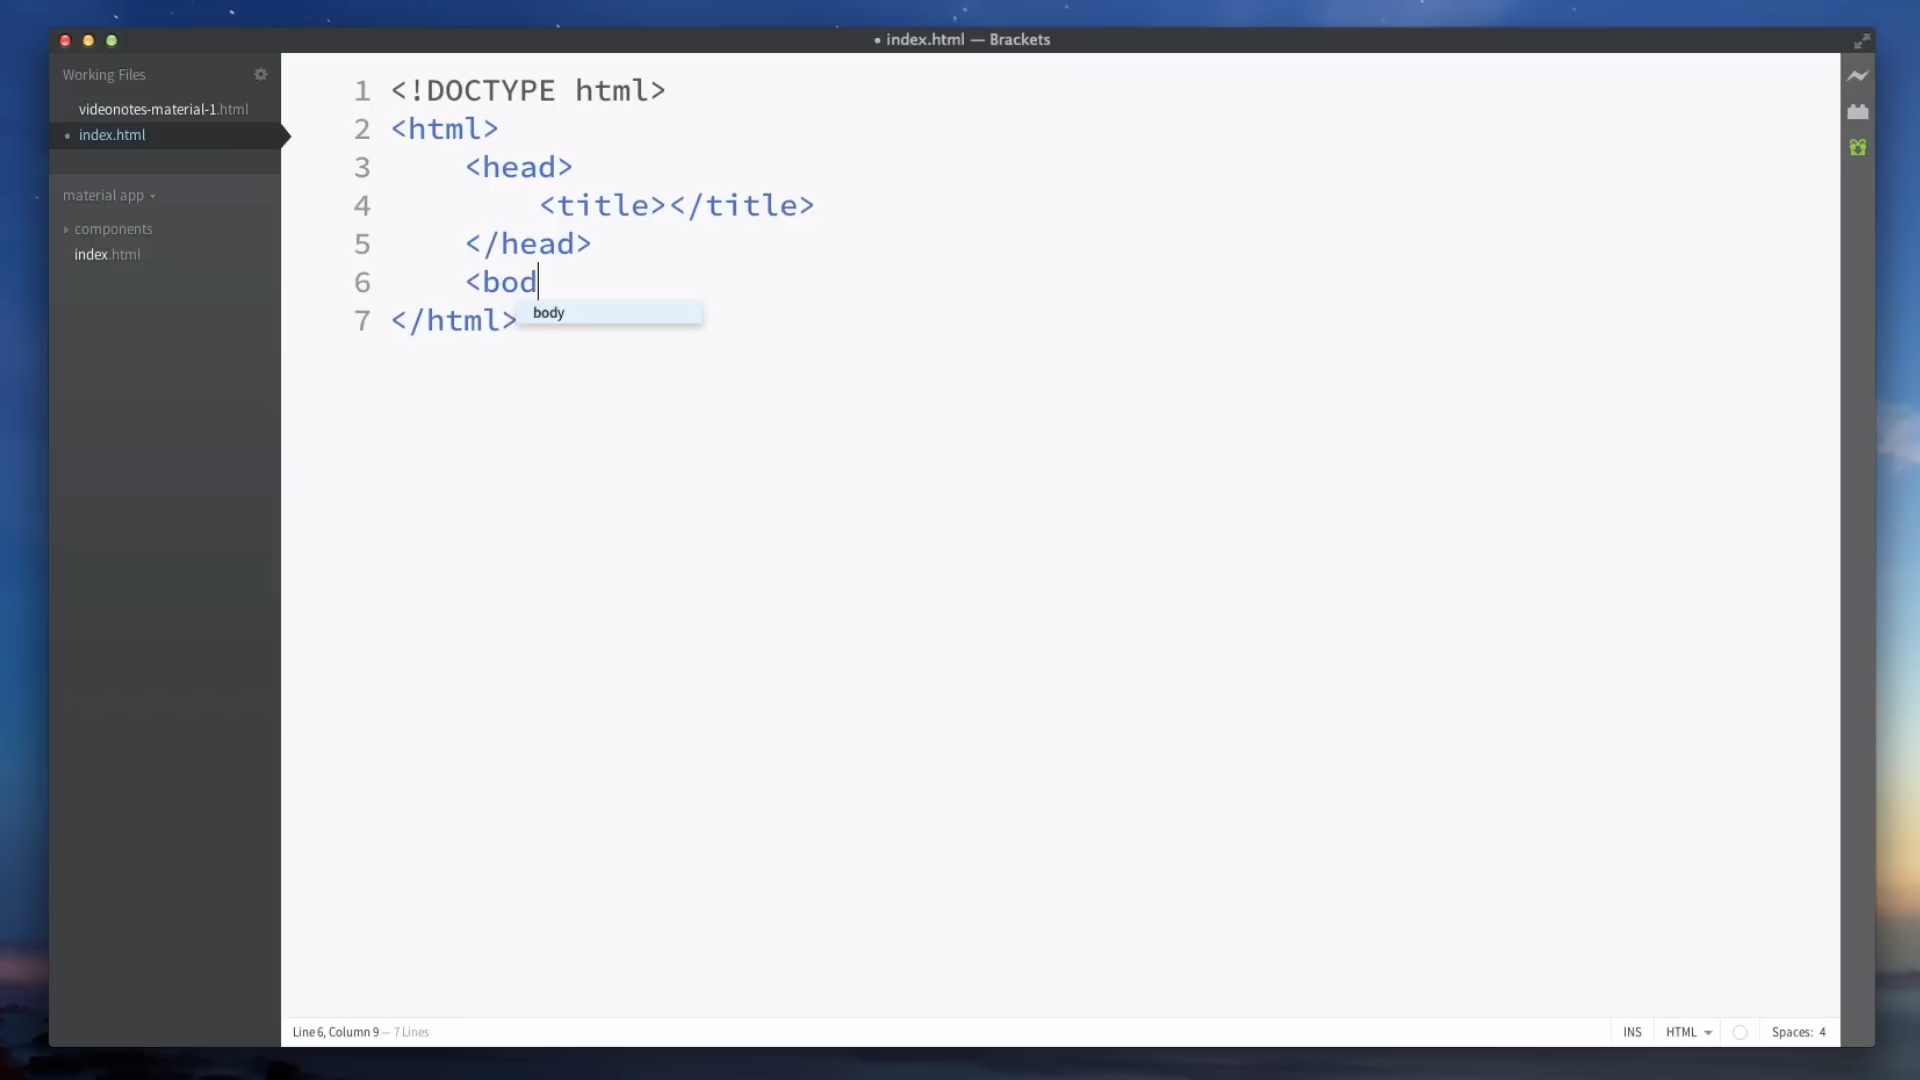 • index.html — Brackets
Working Files
videonotes-material-1.html
• index.html
material app
components
index.html
1 <!DOCTYPE html>
2 <html>
3 <head>
4 <title></title>
5 </head>
6 <bod
body
7 </html>
Line 6, Column 9 — 7 Lines
INS
HTML
Spaces: 4